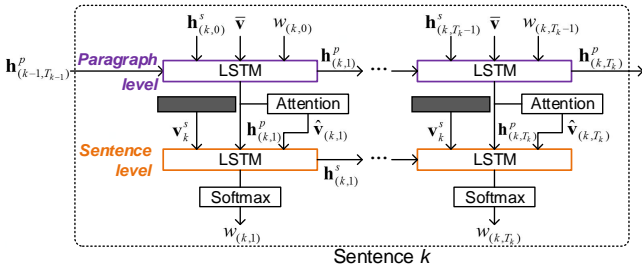 h^s_(k,0) v̄ w_(k,0) h^s_(k,T_k−1) v̄ w_(k,T_k−1)
h^p_(k−1,T_k−1) Paragraph level LSTM h^p_(k,1) ··· LSTM h^p_(k,T_k)
Attention Attention
v^s_k h^p_(k,1) v̂_(k,1) v^s_k h^p_(k,T_k) v̂_(k,T_k)
Sentence level LSTM h^s_(k,1) ··· LSTM
Softmax Softmax
w_(k,1) w_(k,T_k)
Sentence k